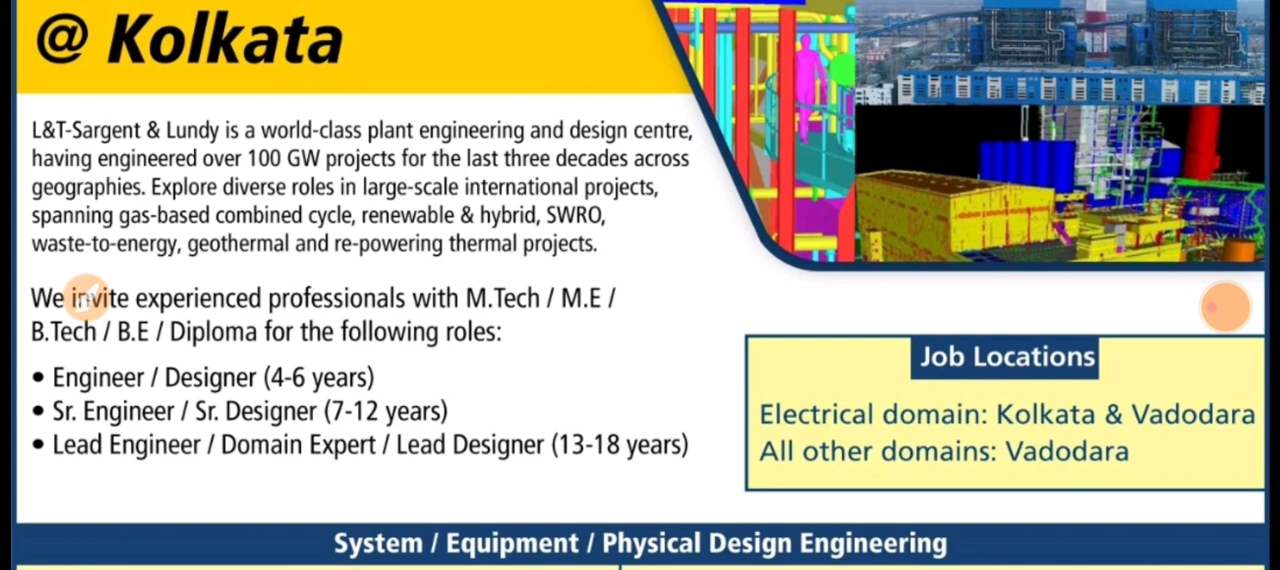 @ Kolkata
L&T-Sargent & Lundy is a world-class plant engineering and design centre,
having engineered over 100 GW projects for the last three decades across
geographies. Explore diverse roles in large-scale international projects,
spanning gas-based combined cycle, renewable & hybrid, SWRO,
waste-to-energy, geothermal and re-powering thermal projects.
We invite experienced professionals with M.Tech / M.E /
B.Tech / B.E / Diploma for the following roles:
• Engineer / Designer (4-6 years)
• Sr. Engineer / Sr. Designer (7-12 years)
• Lead Engineer / Domain Expert / Lead Designer (13-18 years)
Job Locations
Electrical domain: Kolkata & Vadodara
All other domains: Vadodara
System / Equipment / Physical Design Engineering